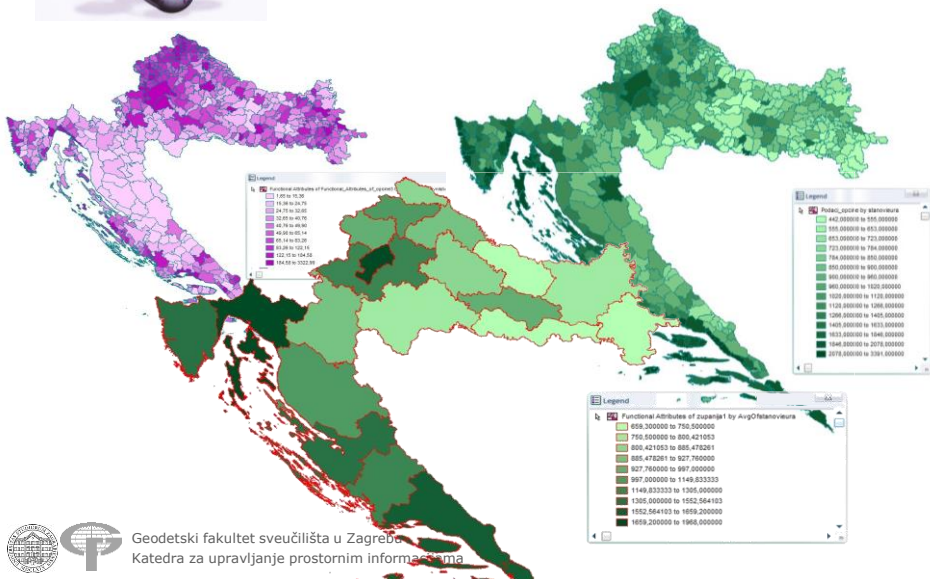 Legend
Functional Attributes of Functional_Attributes_of_opcine1
1,65 to 15,36
15,36 to 24,75
24,75 to 32,85
32,85 to 40,76
40,76 to 49,90
49,90 to 65,14
65,14 to 83,26
83,26 to 122,15
122,15 to 184,50
184,50 to 3322,96
Legend
Podaci_opcine by stanovieura
442,000000 to 555,000000
555,000000 to 653,000000
653,000000 to 723,000000
723,000000 to 784,000000
784,000000 to 850,000000
850,000000 to 900,000000
900,000000 to 960,000000
960,000000 to 1020,000000
1020,000000 to 1120,000000
1120,000000 to 1266,000000
1266,000000 to 1405,000000
1405,000000 to 1633,000000
1633,000000 to 1846,000000
1846,000000 to 2078,000000
2078,000000 to 3381,000000
Legend
Functional Attributes of zupanija1 by AvgOfstanovieura
659,300000 to 750,500000
750,500000 to 800,421053
800,421053 to 885,478261
885,478261 to 927,760000
927,760000 to 997,000000
997,000000 to 1149,833333
1149,833333 to 1305,000000
1305,000000 to 1552,564103
1552,564103 to 1659,200000
1659,200000 to 1968,000000
Geodetski fakultet sveučilišta u Zagrebu
Katedra za upravljanje prostornim informacijama